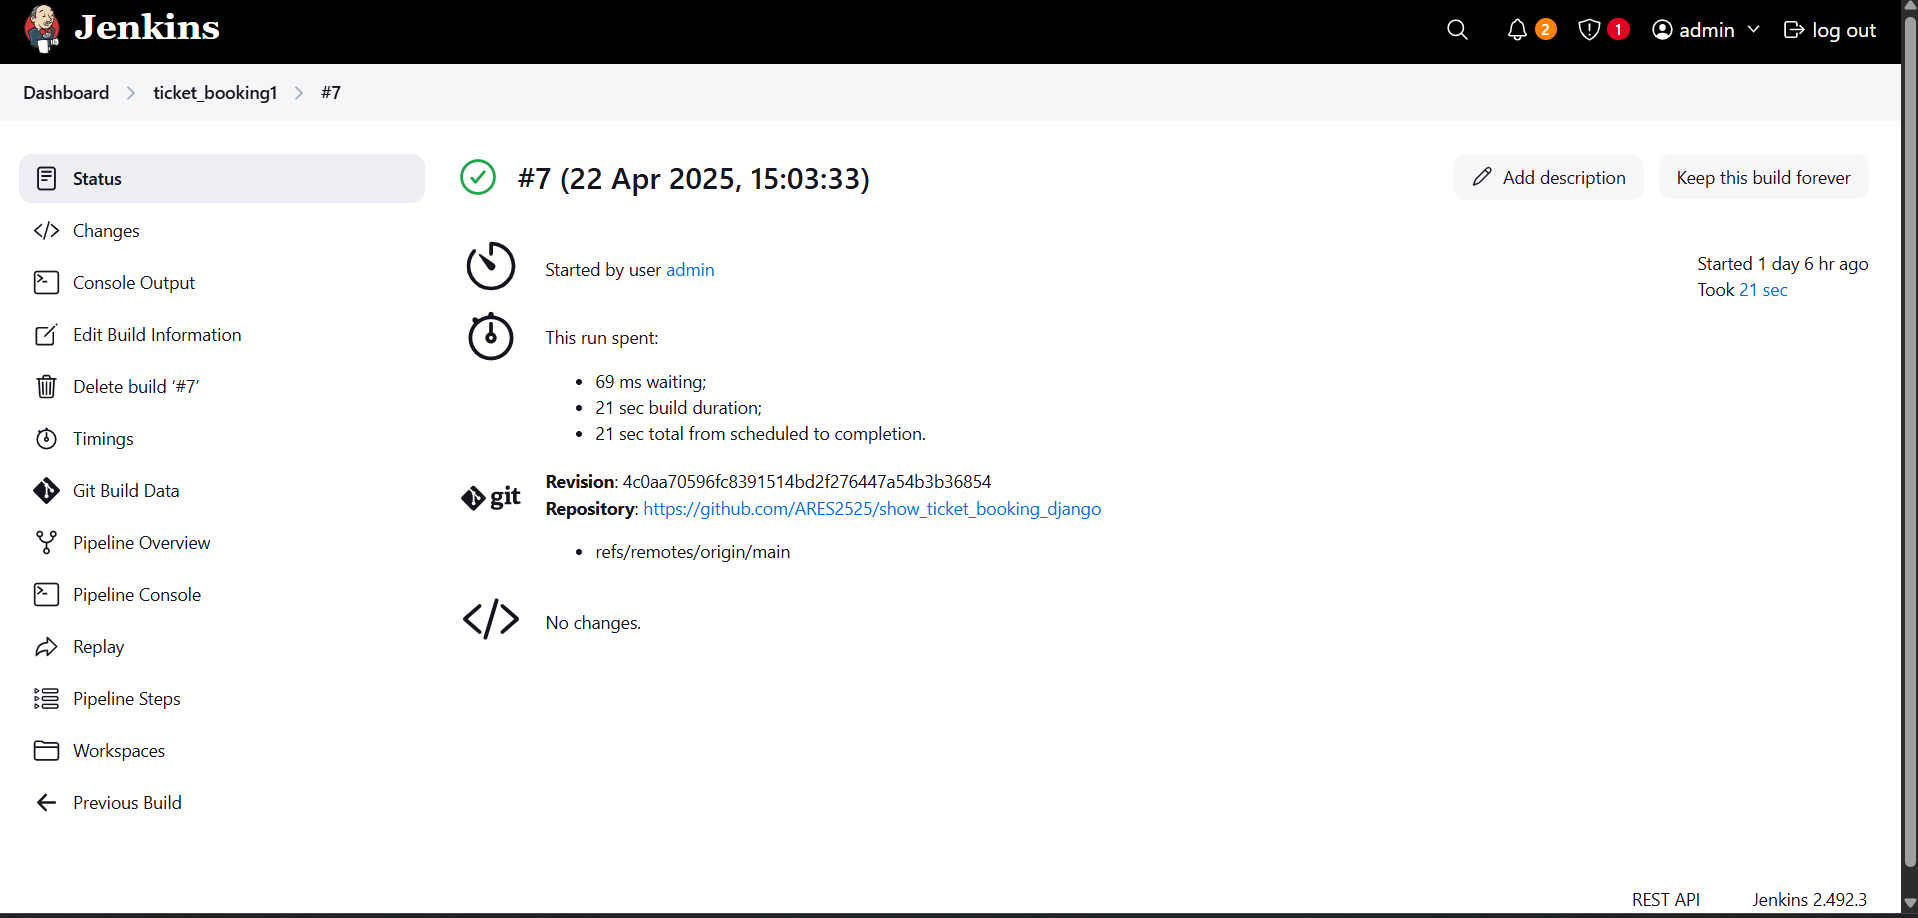 Jenkins
2
1
admin
log out
Dashboard
ticket_booking1
#7
Status
Changes
Console Output
Edit Build Information
Delete build ‘#7’
Timings
Git Build Data
Pipeline Overview
Pipeline Console
Replay
Pipeline Steps
Workspaces
Previous Build
#7 (22 Apr 2025, 15:03:33)
Add description
Keep this build forever
Started by user admin
Started 1 day 6 hr ago
Took 21 sec
This run spent:
69 ms waiting;
21 sec build duration;
21 sec total from scheduled to completion.
git
Revision: 4c0aa70596fc8391514bd2f276447a54b3b36854
Repository: https://github.com/ARES2525/show_ticket_booking_django
refs/remotes/origin/main
No changes.
REST API
Jenkins 2.492.3